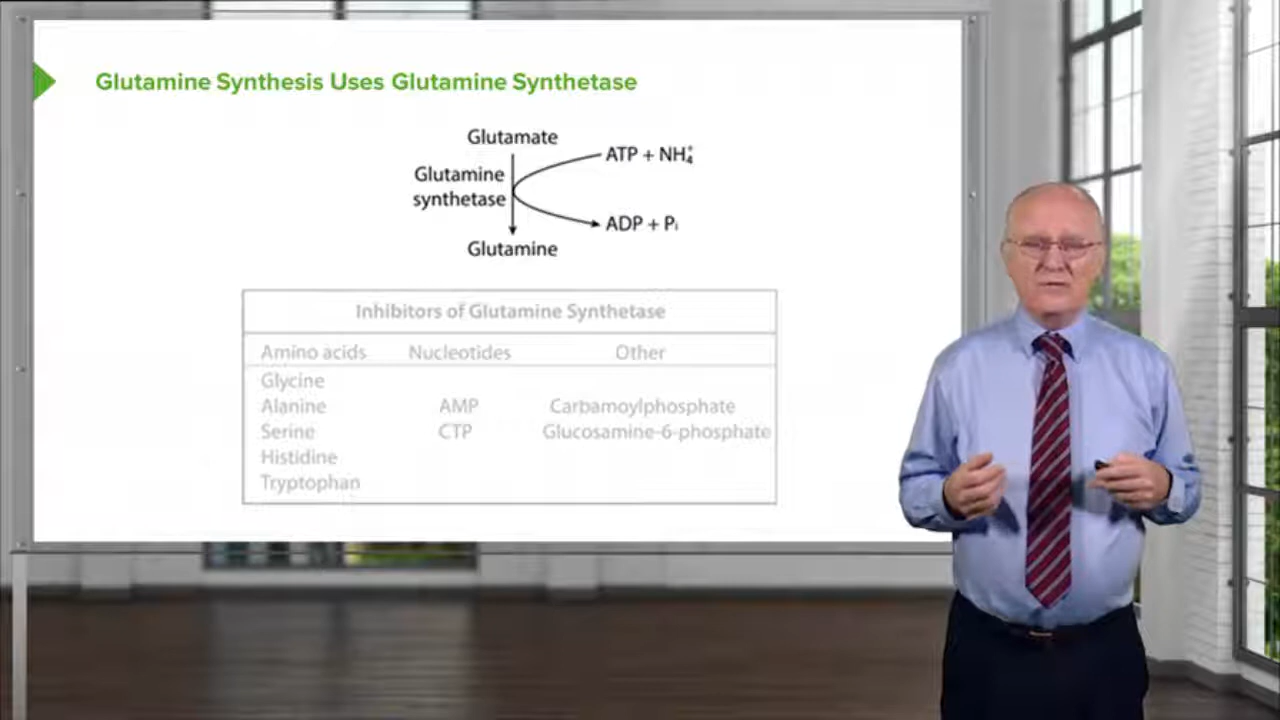 Glutamine Synthesis Uses Glutamine Synthetase
Glutamate
ATP + NH₄⁺
Glutamine
synthetase
ADP + Pᵢ
Glutamine
Inhibitors of Glutamine Synthetase
Amino acids Nucleotides Other
Glycine
Alanine AMP Carbamoylphosphate
Serine CTP Glucosamine-6-phosphate
Histidine
Tryptophan